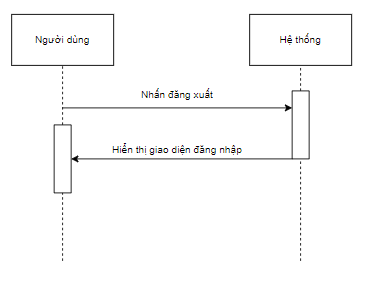 Người dùng
Hệ thống
Nhấn đăng xuất
Hiển thị giao diện đăng nhập